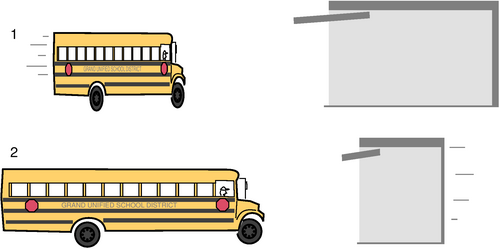 1
GRAND UNIFIED SCHOOL DISTRICT
2
GRAND UNIFIED SCHOOL DISTRICT